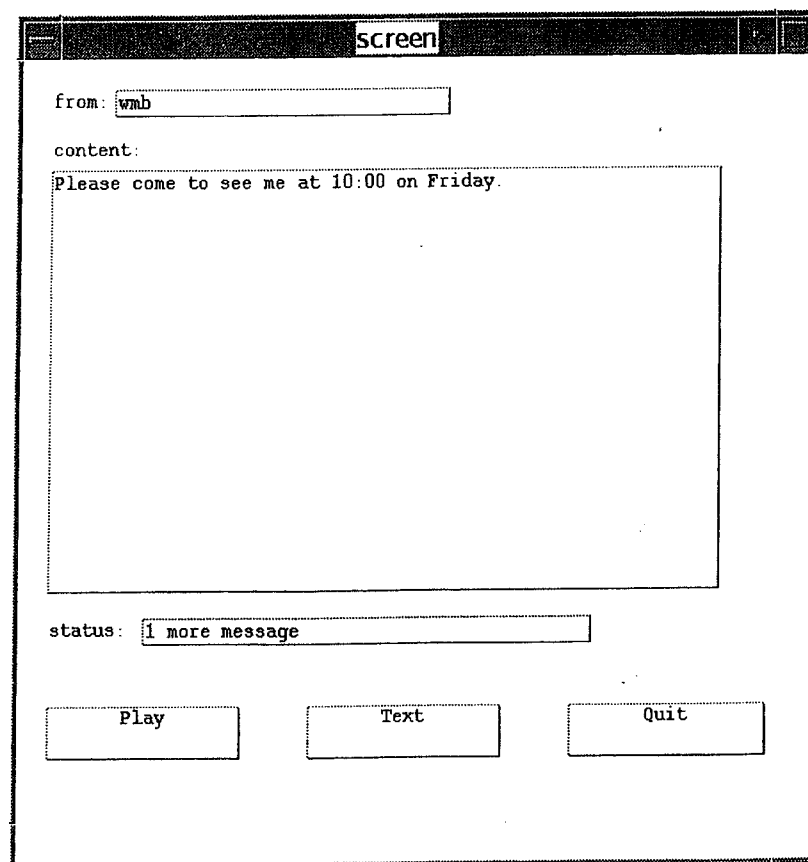 screen
from: wmb
content:
Please come to see me at 10:00 on Friday.
status: 1 more message
Play Text Quit